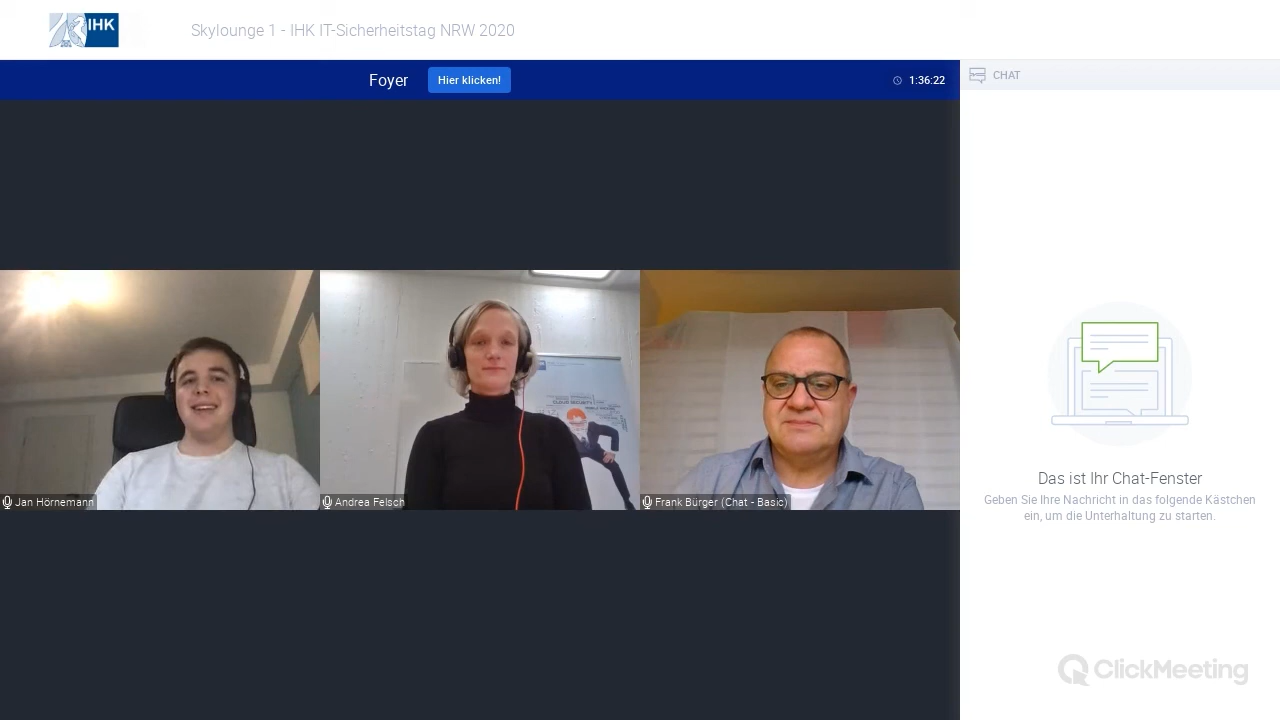 IHK
Skylounge 1 - IHK IT-Sicherheitstag NRW 2020
Foyer
Hier klicken!
1:36:22
CHAT
Jan Hörnemann
Andrea Felsch
Frank Bürger (Chat - Basic)
Das ist Ihr Chat-Fenster
Geben Sie Ihre Nachricht in das folgende Kästchen
ein, um die Unterhaltung zu starten.
ClickMeeting